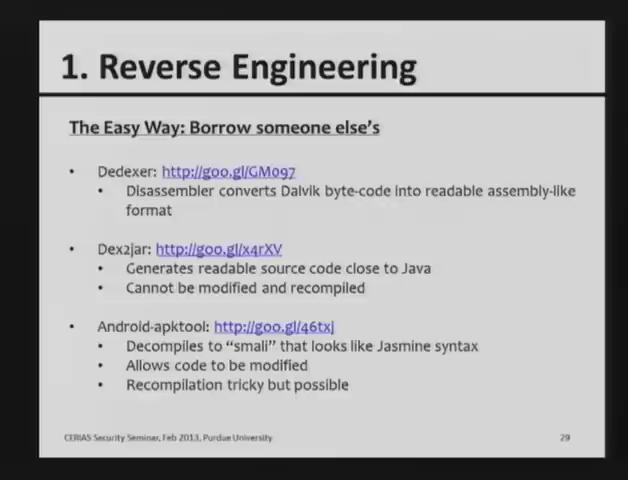 1. Reverse Engineering
The Easy Way: Borrow someone else's
• Dedexer: http://goo.gl/GM097
• Disassembler converts Dalvik byte-code into readable assembly-like
format
• Dex2jar: http://goo.gl/x4rXV
• Generates readable source code close to Java
• Cannot be modified and recompiled
• Android-apktool: http://goo.gl/46txj
• Decompiles to "smali" that looks like Jasmine syntax
• Allows code to be modified
• Recompilation tricky but possible
CERIAS Security Seminar, Feb 2013, Purdue University
29